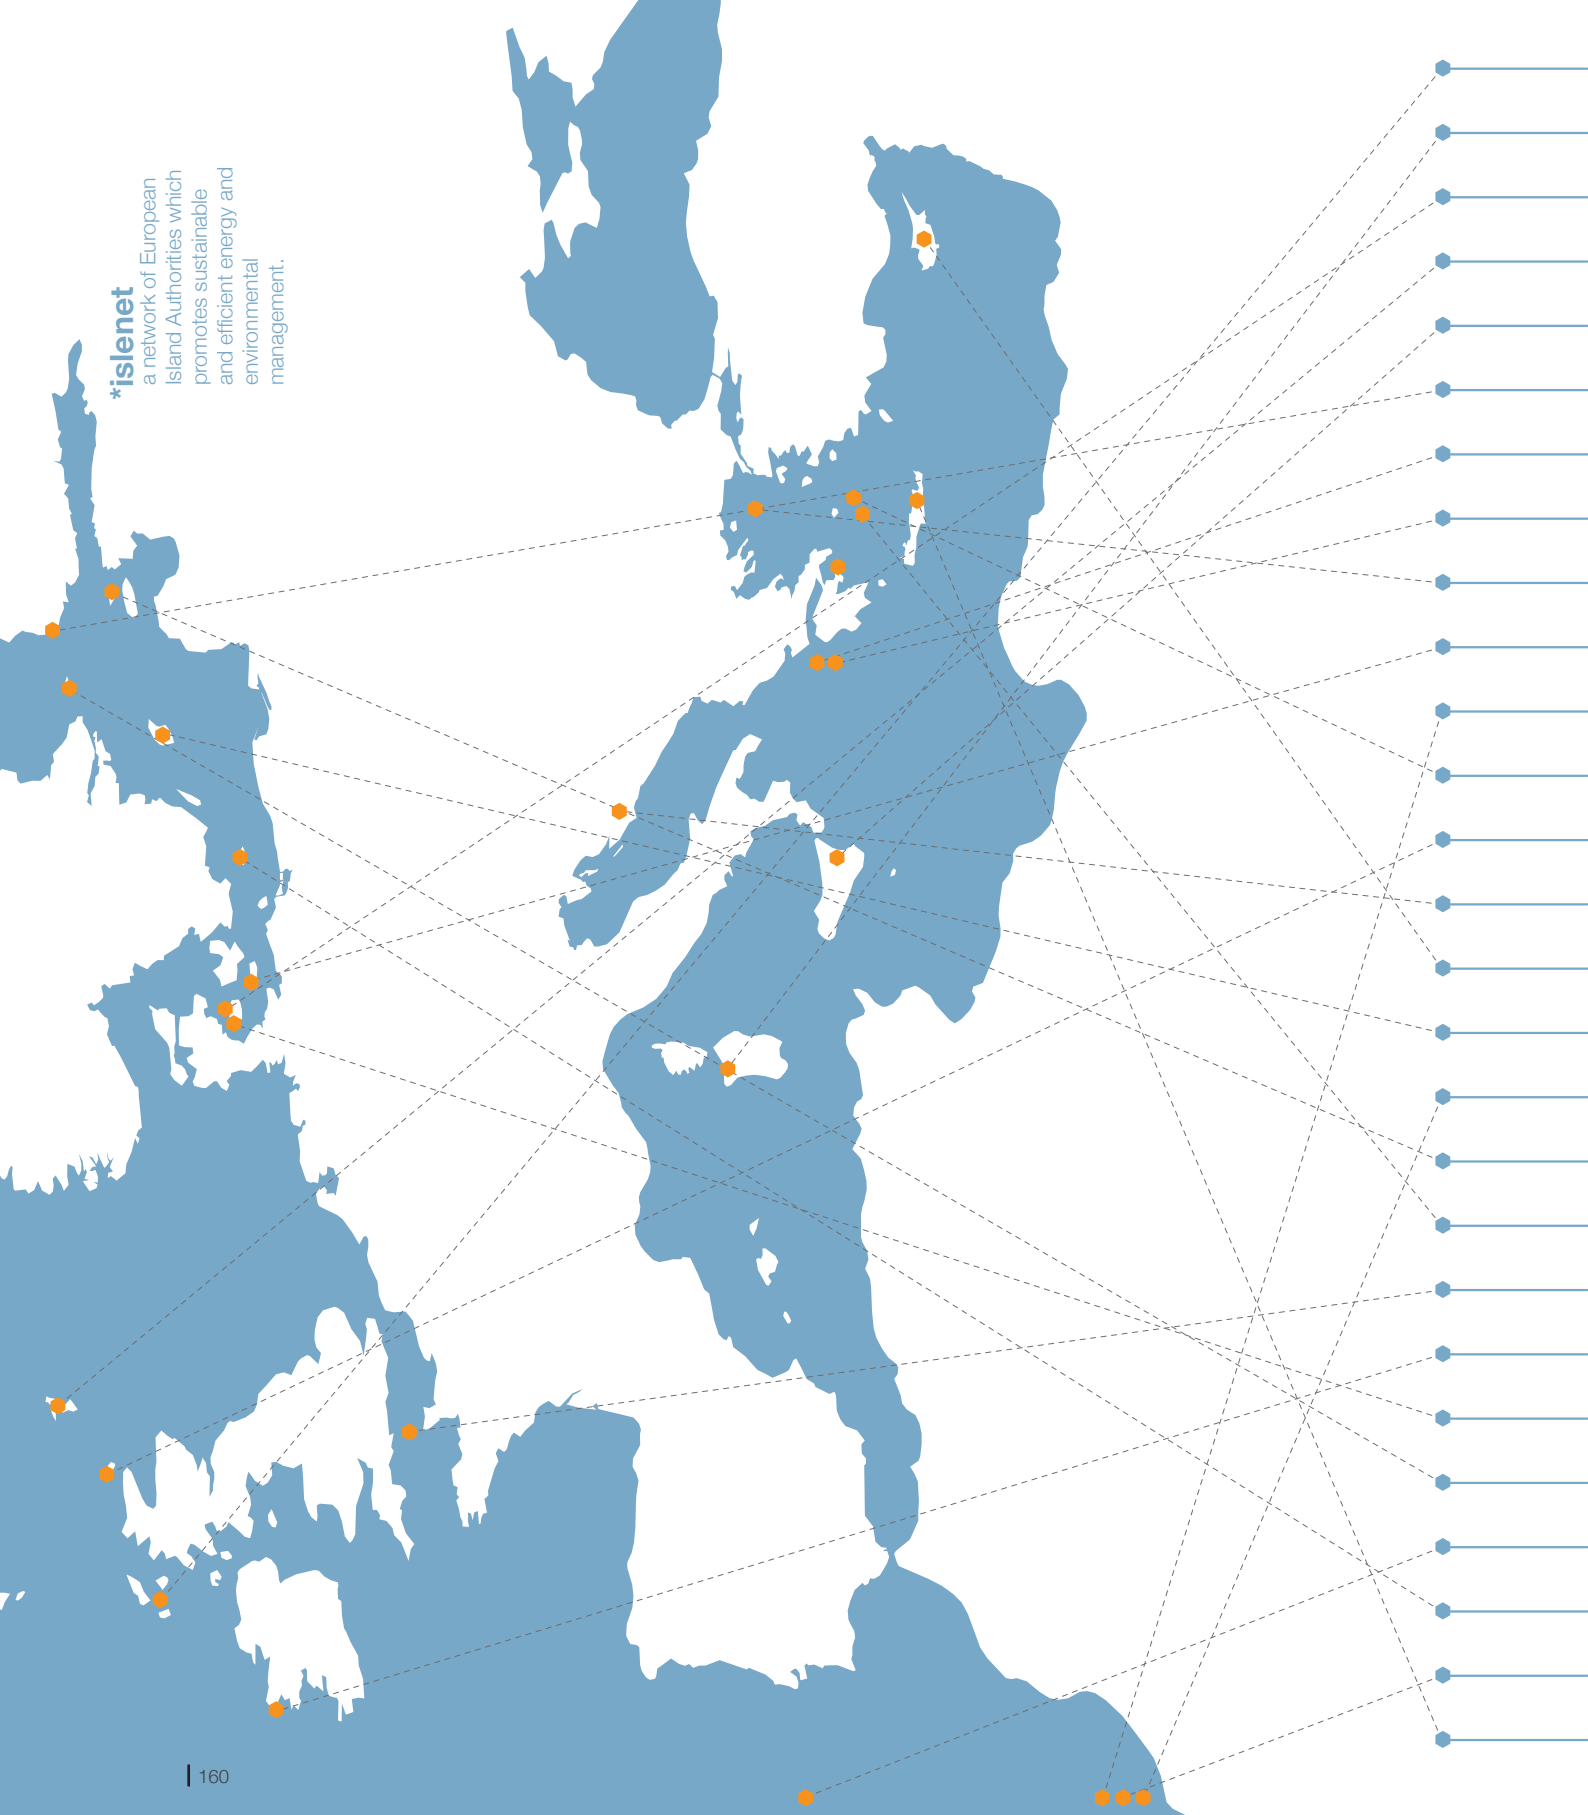 *islenet
a network of European
Island Authorities which
promotes sustainable
and efficient energy and
environmental
management.
160